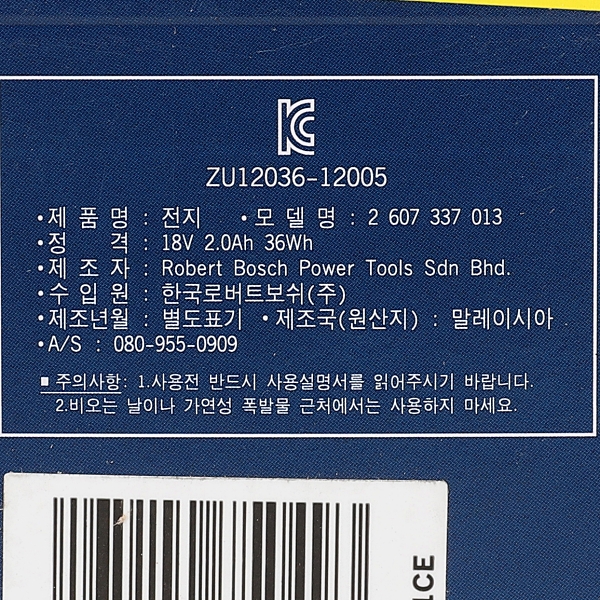 KC
ZU12036-12005
•제 품 명 : 전지 •모 델 명 : 2 607 337 013
•정 격 : 18V 2.0Ah 36Wh
•제 조 자 : Robert Bosch Power Tools Sdn Bhd.
•수 입 원 : 한국로버트보쉬(주)
•제조년월 : 별도표기 •제조국(원산지) : 말레이시아
•A/S : 080-955-0909
■ 주의사항: 1.사용전 반드시 사용설명서를 읽어주시기 바랍니다.
2.비오는 날이나 가연성 폭발물 근처에서는 사용하지 마세요.